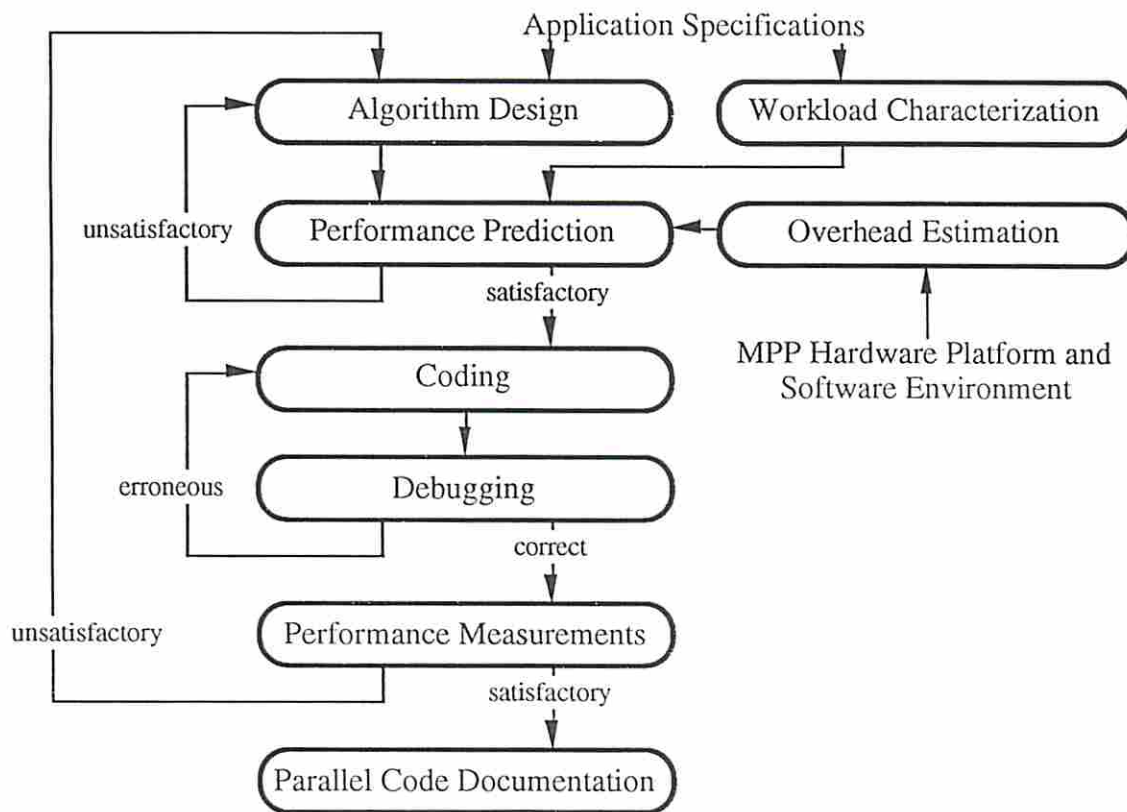 Application Specifications
Algorithm Design
Workload Characterization
unsatisfactory
Performance Prediction
Overhead Estimation
satisfactory
MPP Hardware Platform and
Software Environment
Coding
erroneous
Debugging
correct
unsatisfactory
Performance Measurements
satisfactory
Parallel Code Documentation